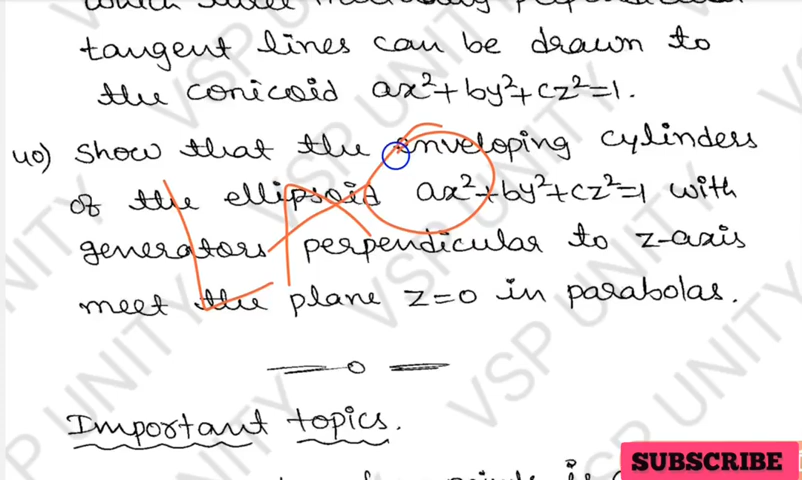 tangent lines can be drawn to
the conicoid ax²+by²+cz²=1.
40) Show that the enveloping cylinders
of the ellipsoid ax²+by²+cz²=1 with
generators perpendicular to z-axis
meet the plane z=0 in parabolas.
Important topics.
SUBSCRIBE
VSP UNITY